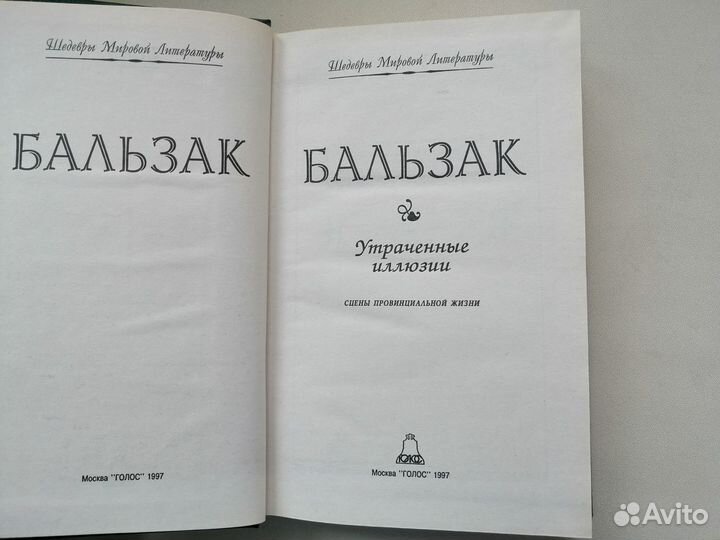 Шедевры Мировой Литературы
БАЛЬЗАК
Москва "ГОЛОС" 1997
Шедевры Мировой Литературы
БАЛЬЗАК
Утраченные
иллюзии
СЦЕНЫ ПРОВИНЦИАЛЬНОЙ ЖИЗНИ
Москва "ГОЛОС" 1997
Avito